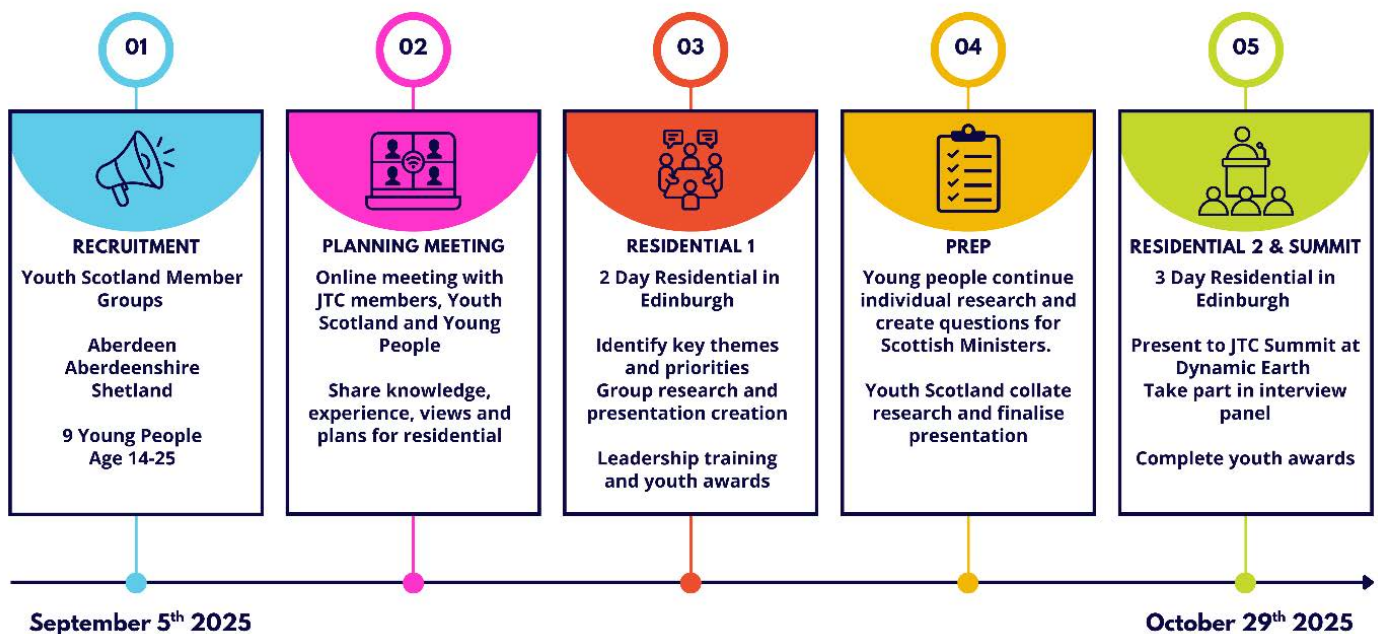 01
RECRUITMENT
Youth Scotland Member
Groups
Aberdeen
Aberdeenshire
Shetland
9 Young People
Age 14-25
02
PLANNING MEETING
Online meeting with
JTC members, Youth
Scotland and Young
People
Share knowledge,
experience, views and
plans for residential
03
RESIDENTIAL 1
2 Day Residential in
Edinburgh
Identify key themes
and priorities
Group research and
presentation creation
Leadership training
and youth awards
04
PREP
Young people continue
individual research and
create questions for
Scottish Ministers.
Youth Scotland collate
research and finalise
presentation
05
RESIDENTIAL 2 & SUMMIT
3 Day Residential in
Edinburgh
Present to JTC Summit at
Dynamic Earth
Take part in interview
panel
Complete youth awards
September 5th 2025
October 29th 2025